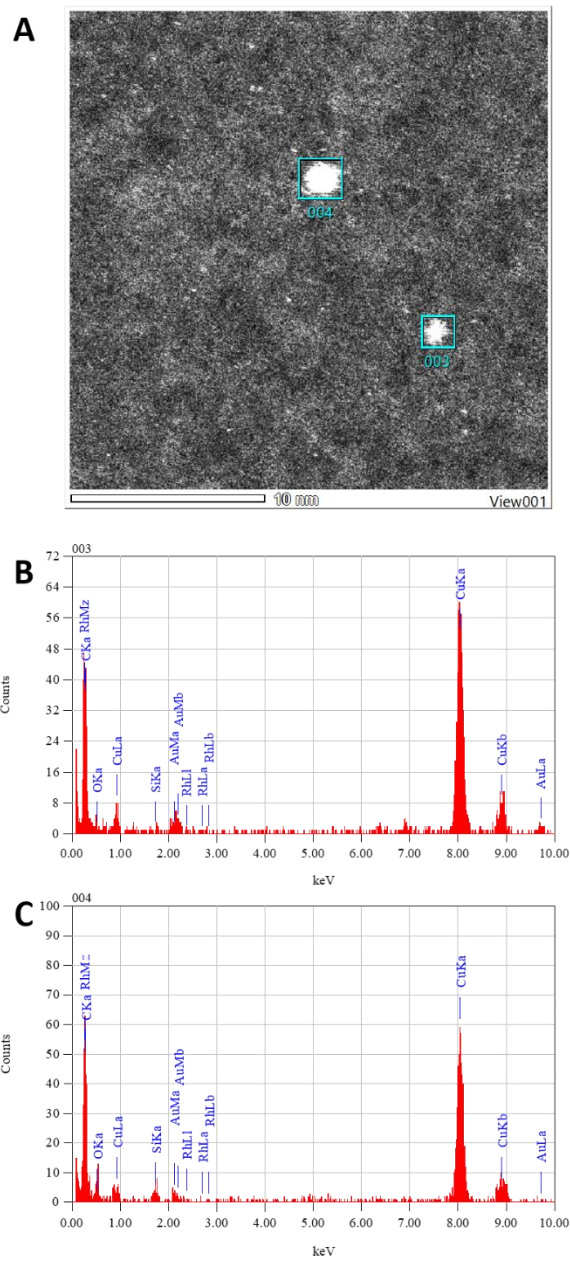 A
004
003
10 nm
View001
B
003
72
64
56
48
40
32
24
16
8
0
Counts
CKa RhMz
OKa
CuLa
SiKa
AuMa
AuMb
RhLl
RhLa
RhLb
CuKa
CuKb
AuLa
0.00 1.00 2.00 3.00 4.00 5.00 6.00 7.00 8.00 9.00 10.00
keV
C
004
100
90
80
70
60
50
40
30
20
10
0
Counts
CKa RhMz
OKa
CuLa
SiKa
AuMa
AuMb
RhLl
RhLa
RhLb
CuKa
CuKb
AuLa
0.00 1.00 2.00 3.00 4.00 5.00 6.00 7.00 8.00 9.00 10.00
keV